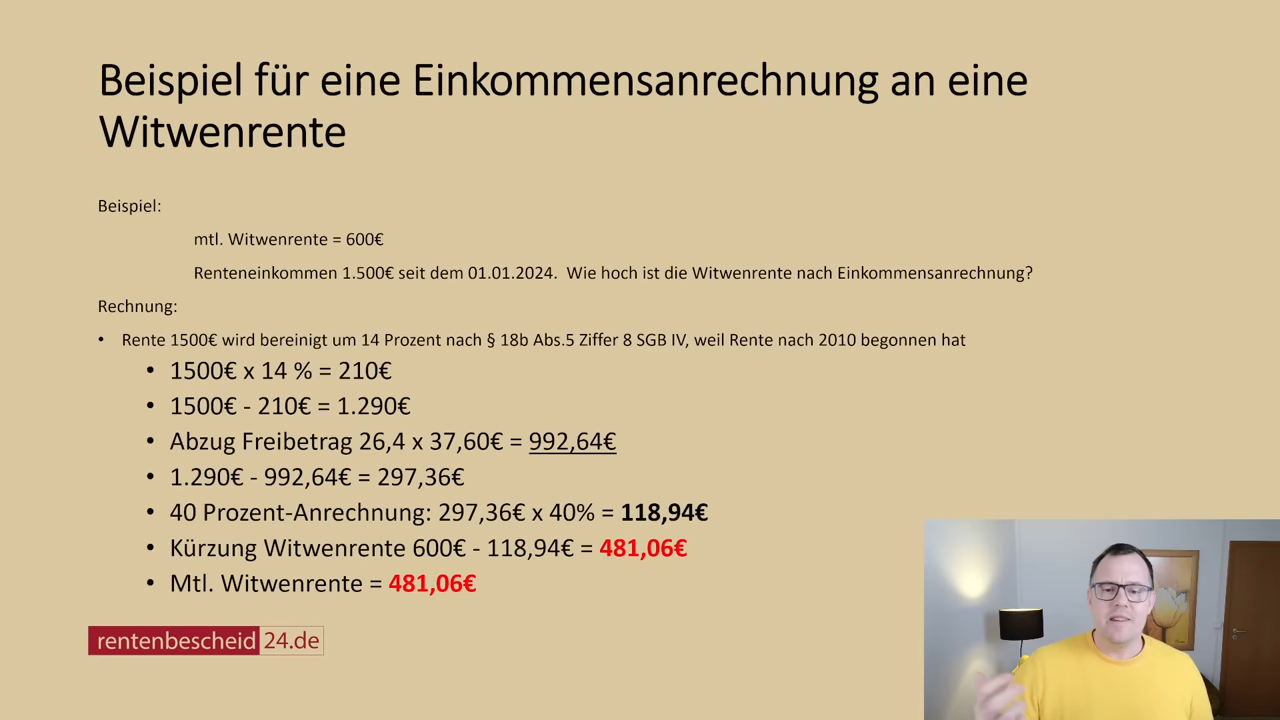 Beispiel für eine Einkommensanrechnung an eine
Witwenrente
Beispiel:
mtl. Witwenrente = 600€
Renteneinkommen 1.500€ seit dem 01.01.2024. Wie hoch ist die Witwenrente nach Einkommensanrechnung?
Rechnung:
• Rente 1500€ wird bereinigt um 14 Prozent nach § 18b Abs.5 Ziffer 8 SGB IV, weil Rente nach 2010 begonnen hat
• 1500€ x 14 % = 210€
• 1500€ - 210€ = 1.290€
• Abzug Freibetrag 26,4 x 37,60€ = 992,64€
• 1.290€ - 992,64€ = 297,36€
• 40 Prozent-Anrechnung: 297,36€ x 40% = 118,94€
• Kürzung Witwenrente 600€ - 118,94€ = 481,06€
• Mtl. Witwenrente = 481,06€
rentenbescheid 24.de